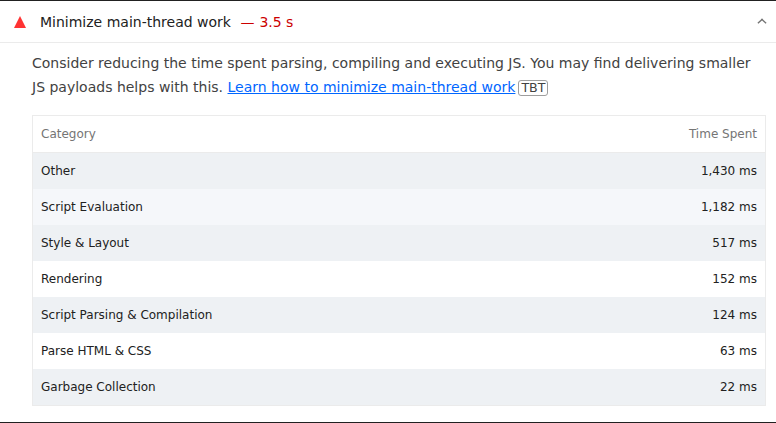 Minimize main-thread work — 3.5 s
Consider reducing the time spent parsing, compiling and executing JS. You may find delivering smaller
JS payloads helps with this. Learn how to minimize main-thread work TBT
Category Time Spent
Other 1,430 ms
Script Evaluation 1,182 ms
Style & Layout 517 ms
Rendering 152 ms
Script Parsing & Compilation 124 ms
Parse HTML & CSS 63 ms
Garbage Collection 22 ms